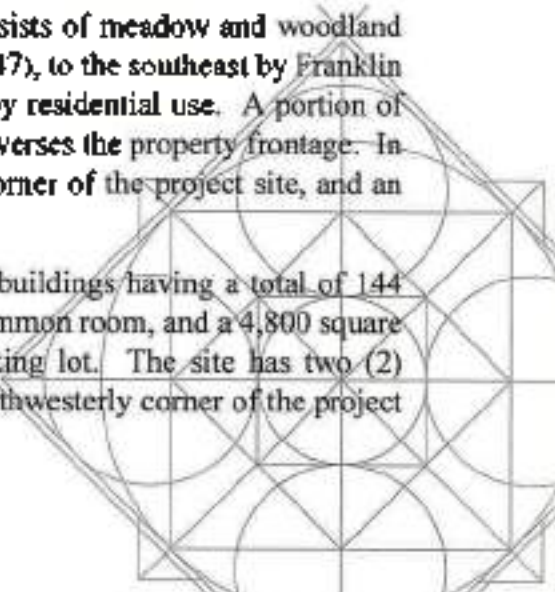 sists of meadow and woodland
47), to the southeast by Franklin
by residential use. A portion of
verses the property frontage. In
orner of the project site, and an
buildings having a total of 144
mmon room, and a 4,800 square
king lot. The site has two (2)
thwesterly corner of the project